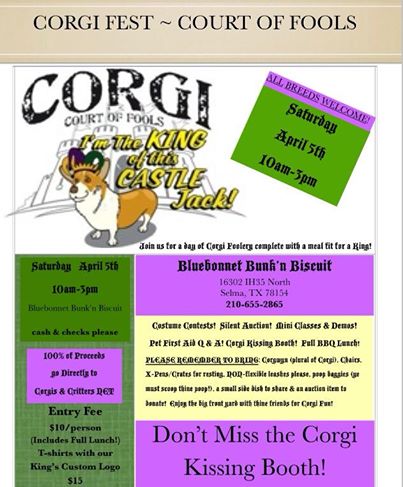 CORGI FEST ~ COURT OF FOOLS
CORGI
COURT OF FOOLS
I'm The KING
of this
CASTLE
Jack!
ALL BREEDS WELCOME!
Saturday
April 5th
10am-3pm
Join us for a day of Corgi Foolery complete with a meal fit for a King!
Saturday April 5th
10am-3pm
Bluebonnet Bunk'n Biscuit
cash & checks please
100% of Proceeds
go Directly to
Corgis & Critters NET
Entry Fee
$10/person
(Includes Full Lunch!)
T-shirts with our
King's Custom Logo
$15
Bluebonnet Bunk'n Biscuit
16302 IH35 North
Selma, TX 78154
210-655-2865
Costume Contests! Silent Auction! Mini Classes & Demos!
Pet First Aid Q & A! Corgi Kissing Booth! Full BBQ Lunch!
PLEASE REMEMBER TO BRING: Corgwyn (plural of Corgi), Chairs,
X-Pens/Crates for resting, NON-flexible leashes please, poop baggies (ye
must scoop thine poop!), a small side dish to share & an auction item to
donate! Enjoy the big front yard with thine friends for Corgi Fun!
Don't Miss the Corgi
Kissing Booth!